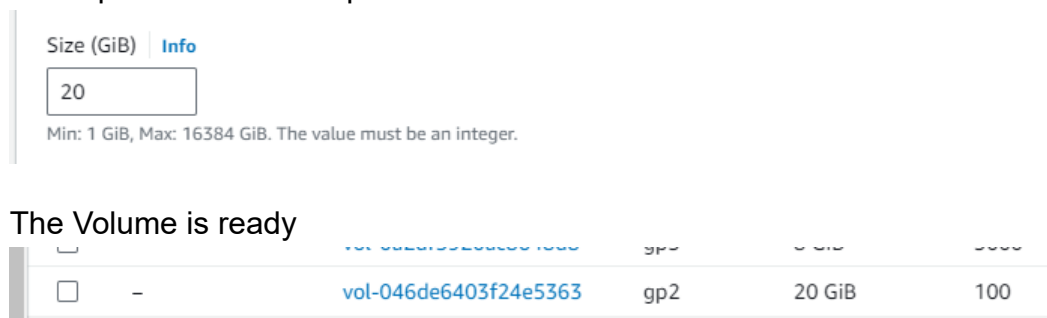 Size (GiB) Info
20
Min: 1 GiB, Max: 16384 GiB. The value must be an integer.
The Volume is ready
– vol-046de6403f24e5363 gp2 20 GiB 100